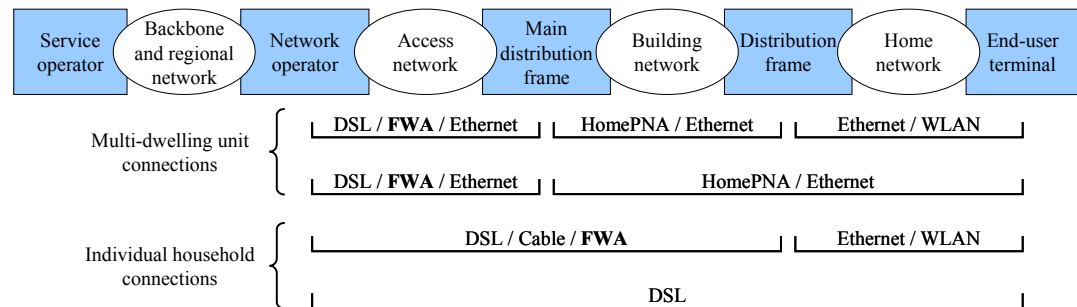 Service operator
Backbone and regional network
Network operator
Access network
Main distribution frame
Building network
Distribution frame
Home network
End-user terminal
Multi-dwelling unit connections
DSL / FWA / Ethernet
HomePNA / Ethernet
Ethernet / WLAN
DSL / FWA / Ethernet
HomePNA / Ethernet
Individual household connections
DSL / Cable / FWA
Ethernet / WLAN
DSL